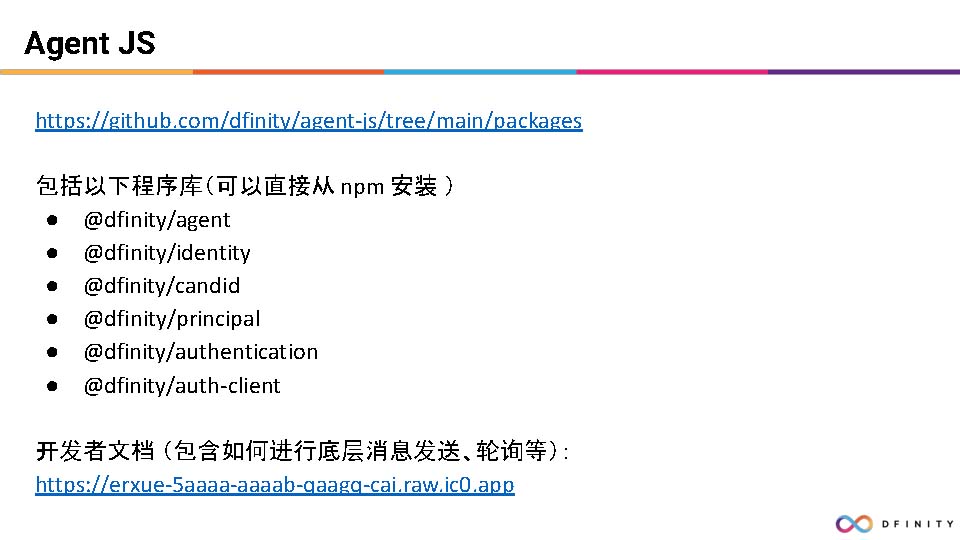 Agent JS
https://github.com/dfinity/agent-js/tree/main/packages
包括以下程序库（可以直接从 npm 安装 ）
● @dfinity/agent
● @dfinity/identity
● @dfinity/candid
● @dfinity/principal
● @dfinity/authentication
● @dfinity/auth-client
开发者文档 （包含如何进行底层消息发送、轮询等）：
https://erxue-5aaaa-aaaab-qaagq-cai.raw.ic0.app
DFINITY